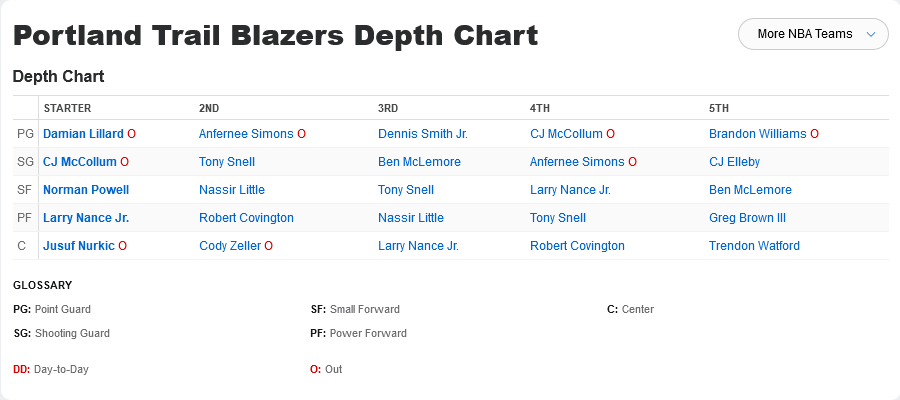 Portland Trail Blazers Depth Chart
More NBA Teams
Depth Chart
STARTER 2ND 3RD 4TH 5TH
PG Damian Lillard O Anfernee Simons O Dennis Smith Jr. CJ McCollum O Brandon Williams O
SG CJ McCollum O Tony Snell Ben McLemore Anfernee Simons O CJ Elleby
SF Norman Powell Nassir Little Tony Snell Larry Nance Jr. Ben McLemore
PF Larry Nance Jr. Robert Covington Nassir Little Tony Snell Greg Brown III
C Jusuf Nurkic O Cody Zeller O Larry Nance Jr. Robert Covington Trendon Watford
GLOSSARY
PG: Point Guard SF: Small Forward C: Center
SG: Shooting Guard PF: Power Forward
DD: Day-to-Day O: Out